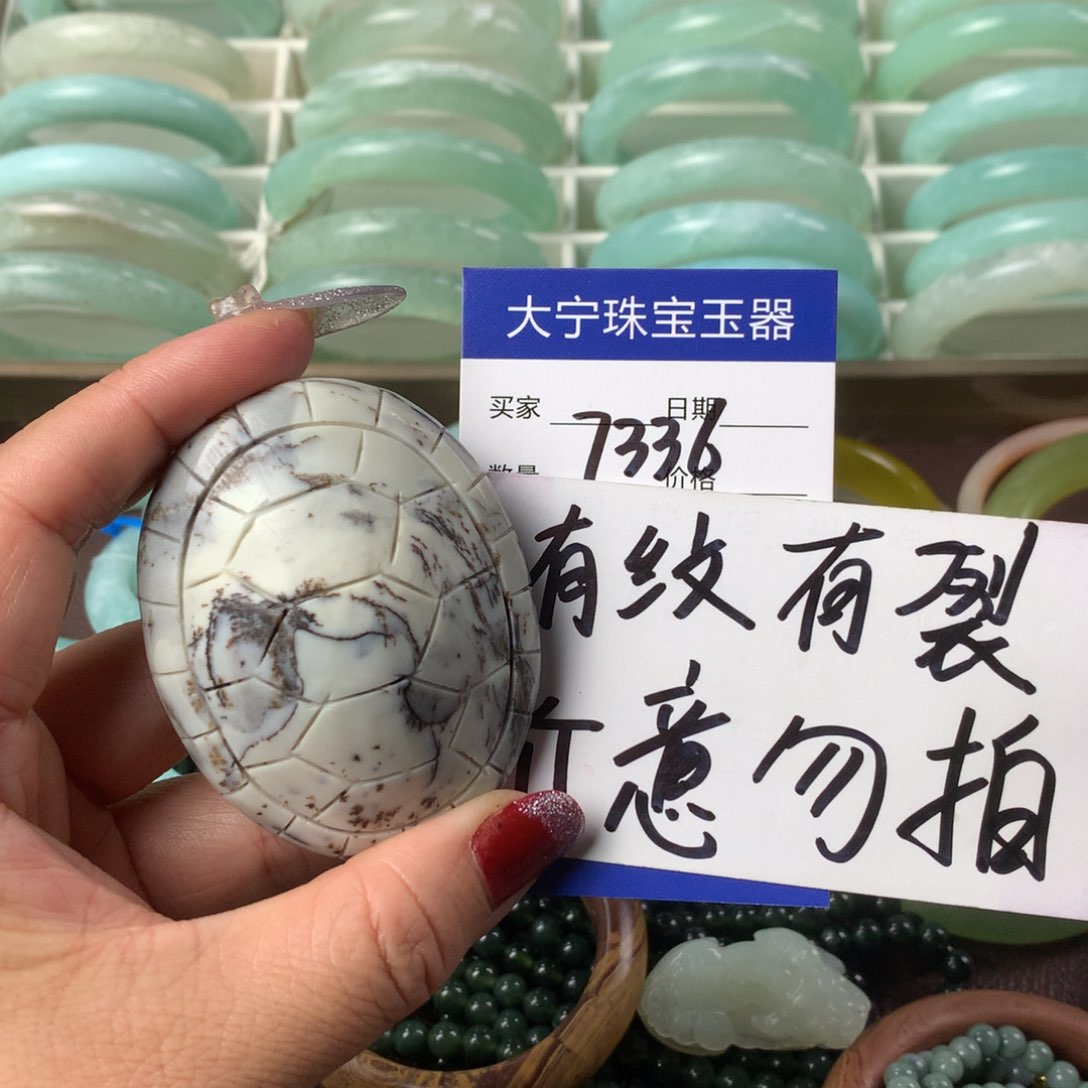 大宁珠宝玉器
买家 7336 日期
数量 价格
有纹有裂
介意勿拍